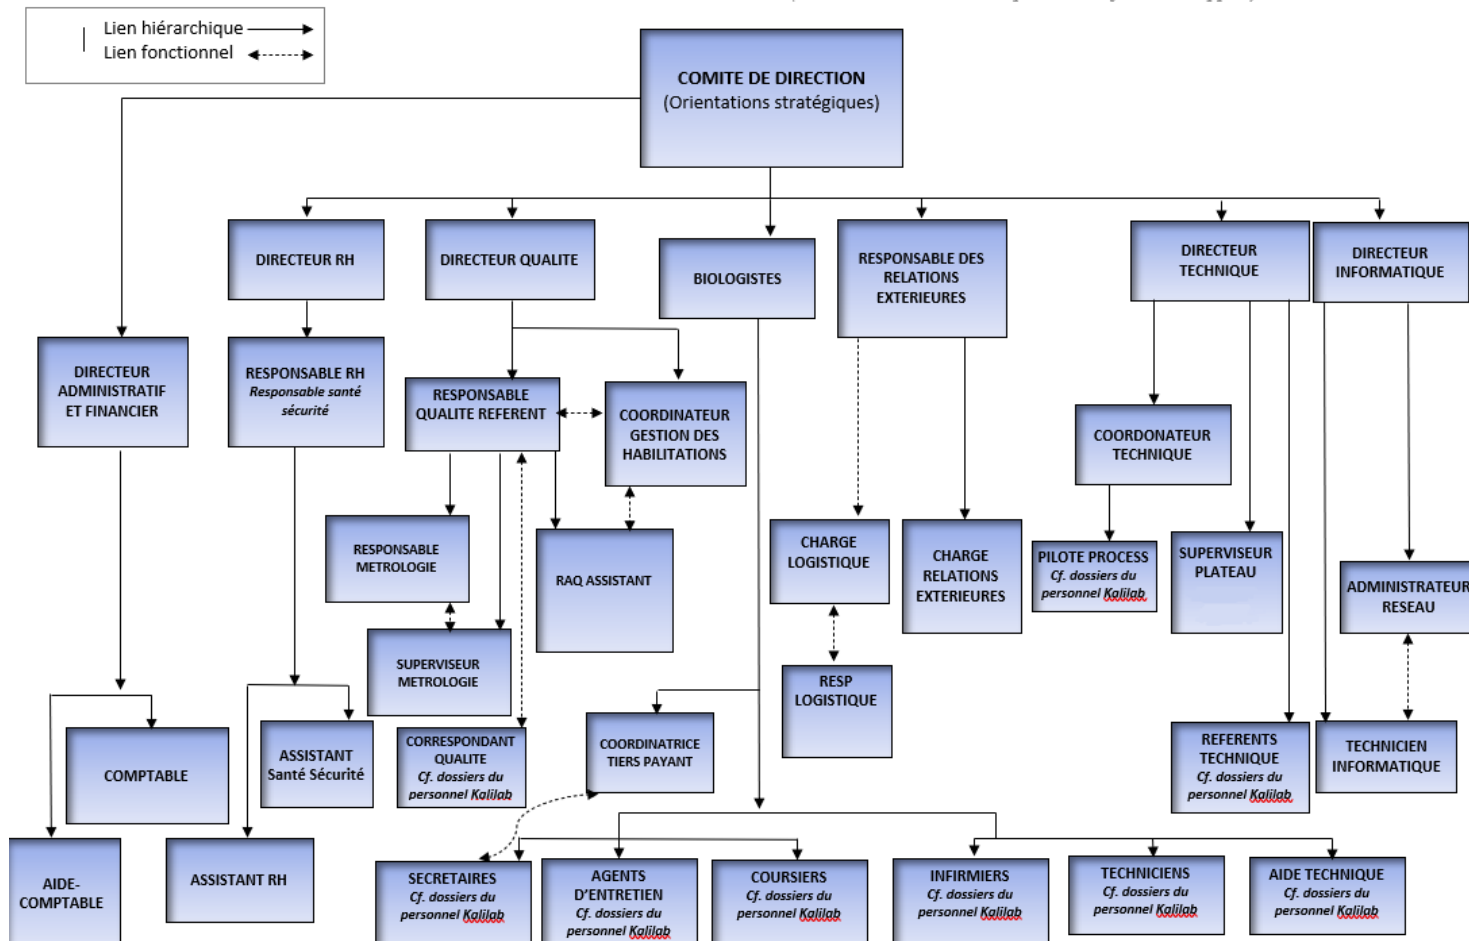 Lien hiérarchique
Lien fonctionnel
COMITE DE DIRECTION
(Orientations stratégiques)
DIRECTEUR RH
DIRECTEUR QUALITE
BIOLOGISTES
RESPONSABLE DES
RELATIONS
EXTERIEURES
DIRECTEUR
TECHNIQUE
DIRECTEUR
INFORMATIQUE
DIRECTEUR
ADMINISTRATIF
ET FINANCIER
RESPONSABLE RH
Responsable santé
sécurité
RESPONSABLE
QUALITE REFERENT
COORDINATEUR
GESTION DES
HABILITATIONS
COORDONATEUR
TECHNIQUE
RESPONSABLE
METROLOGIE
RAQ ASSISTANT
CHARGE
LOGISTIQUE
CHARGE
RELATIONS
EXTERIEURES
PILOTE PROCESS
Cf. dossiers du
personnel Kalilab
SUPERVISEUR
PLATEAU
ADMINISTRATEUR
RESEAU
SUPERVISEUR
METROLOGIE
RESP
LOGISTIQUE
COMPTABLE
ASSISTANT
Santé Sécurité
CORRESPONDANT
QUALITE
Cf. dossiers du
personnel Kalilab
COORDINATRICE
TIERS PAYANT
REFERENTS
TECHNIQUE
Cf. dossiers du
personnel Kalilab
TECHNICIEN
INFORMATIQUE
AIDE-
COMPTABLE
ASSISTANT RH
SECRETAIRES
Cf. dossiers du
personnel Kalilab
AGENTS
D'ENTRETIEN
Cf. dossiers du
personnel Kalilab
COURSIERS
Cf. dossiers du
personnel Kalilab
INFIRMIERS
Cf. dossiers du
personnel Kalilab
TECHNICIENS
Cf. dossiers du
personnel Kalilab
AIDE TECHNIQUE
Cf. dossiers du
personnel Kalilab